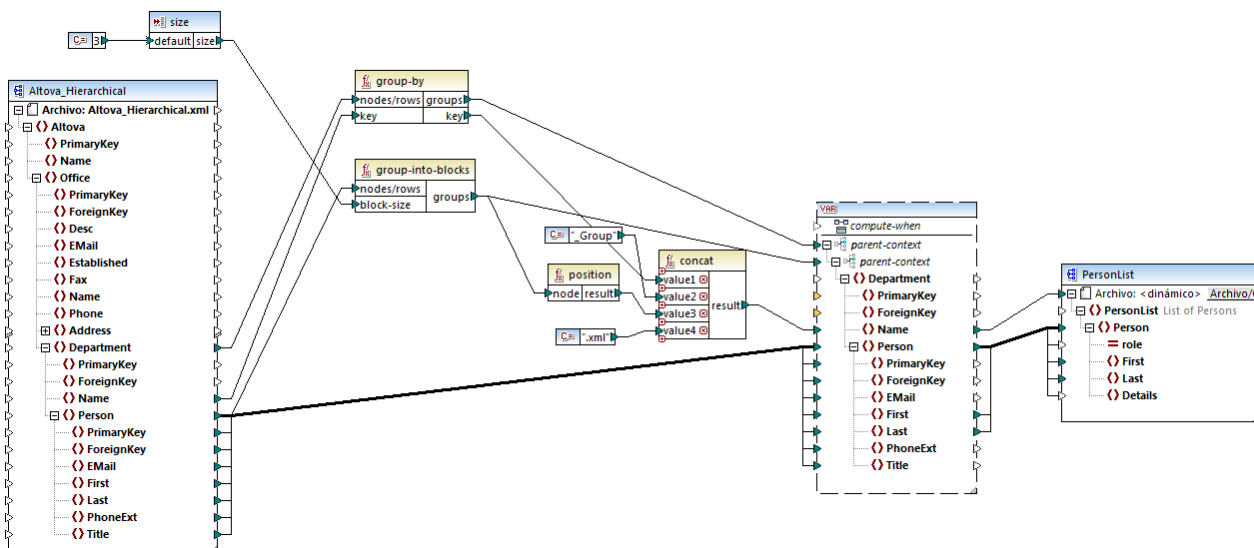 size
C= 3
default size
Altova_Hierarchical
Archivo: Altova_Hierarchical.xml
Altova
PrimaryKey
Name
Office
PrimaryKey
ForeignKey
Desc
EMail
Established
Fax
Name
Phone
Address
Department
PrimaryKey
ForeignKey
Name
Person
PrimaryKey
ForeignKey
EMail
First
Last
PhoneExt
Title
group-by
nodes/rows groups
key key
group-into-blocks
nodes/rows
groups
block-size
C= "_Group"
position
node result
C= ".xml"
concat
value1
value2
result
value3
value4
VAR
compute-when
parent-context
parent-context
Department
PrimaryKey
ForeignKey
Name
Person
PrimaryKey
ForeignKey
EMail
First
Last
PhoneExt
Title
PersonList
Archivo: <dinámico> Archivo/
PersonList List of Persons
Person
role
First
Last
Details